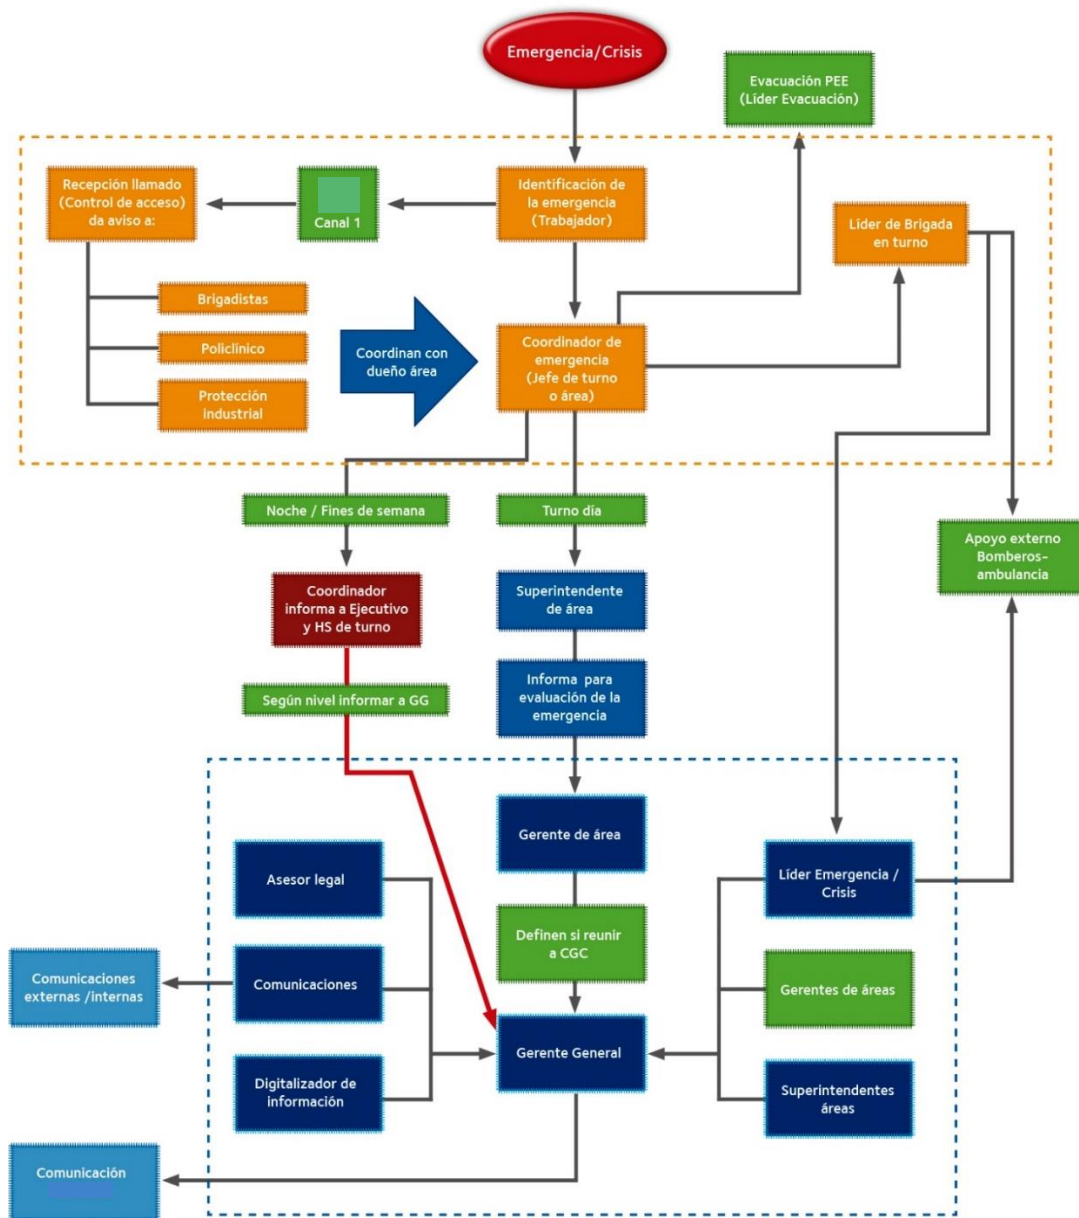 Emergencia/Crisis
Evacuación PEE
(Líder Evacuación)
Recepción llamado
(Control de acceso)
da aviso a:
Canal 1
Identificación de
la emergencia
(Trabajador)
Líder de Brigada
en turno
Brigadistas
Policlínico
Protección
industrial
Coordinan con
dueño área
Coordinador de
emergencia
(Jefe de turno
o área)
Noche / Fines de semana
Turno día
Apoyo externo
Bomberos-
ambulancia
Coordinador
informa a Ejecutivo
y HS de turno
Superintendente
de área
Según nivel informar a GG
Informa para
evaluación de la
emergencia
Gerente de área
Asesor legal
Líder Emergencia /
Crisis
Definen si reunir
a CGC
Comunicaciones
externas /internas
Comunicaciones
Gerentes de áreas
Gerente General
Digitalizador de
información
Superintendentes
áreas
Comunicación